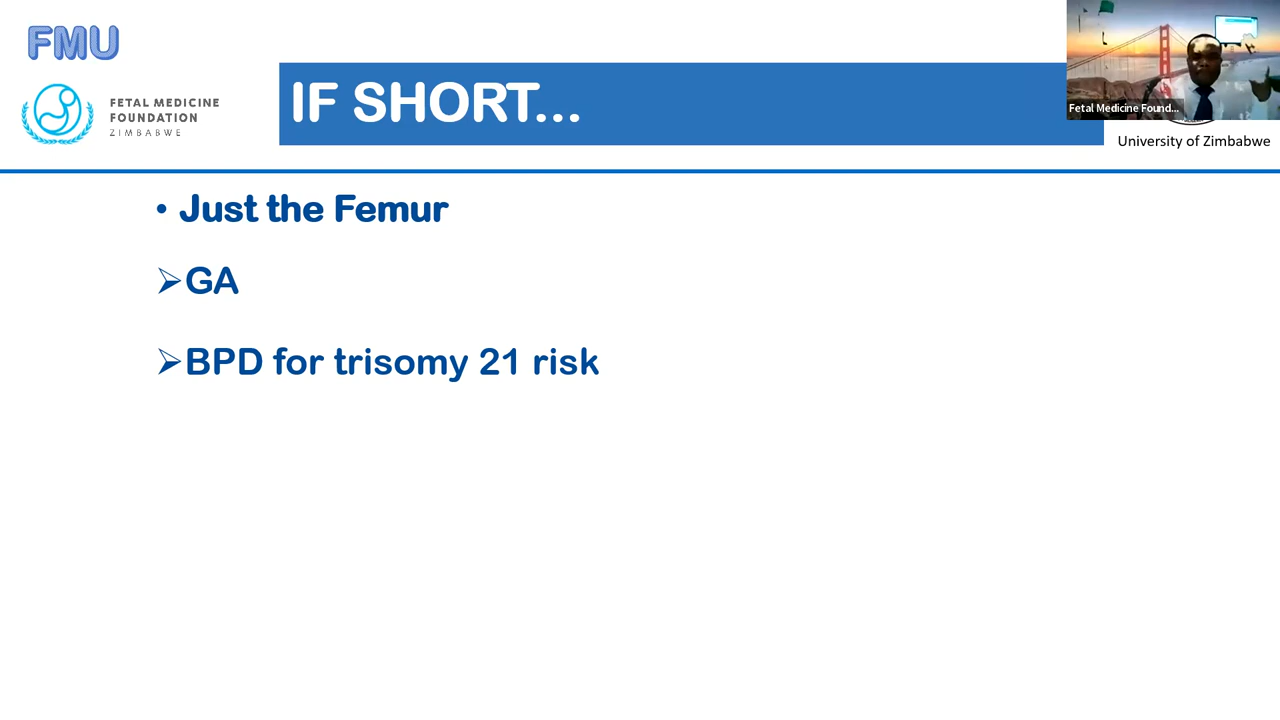 FMU
FETAL MEDICINE
FOUNDATION
ZIMBABWE
IF SHORT...
Fetal Medicine Found...
University of Zimbabwe
• Just the Femur
➢GA
➢BPD for trisomy 21 risk